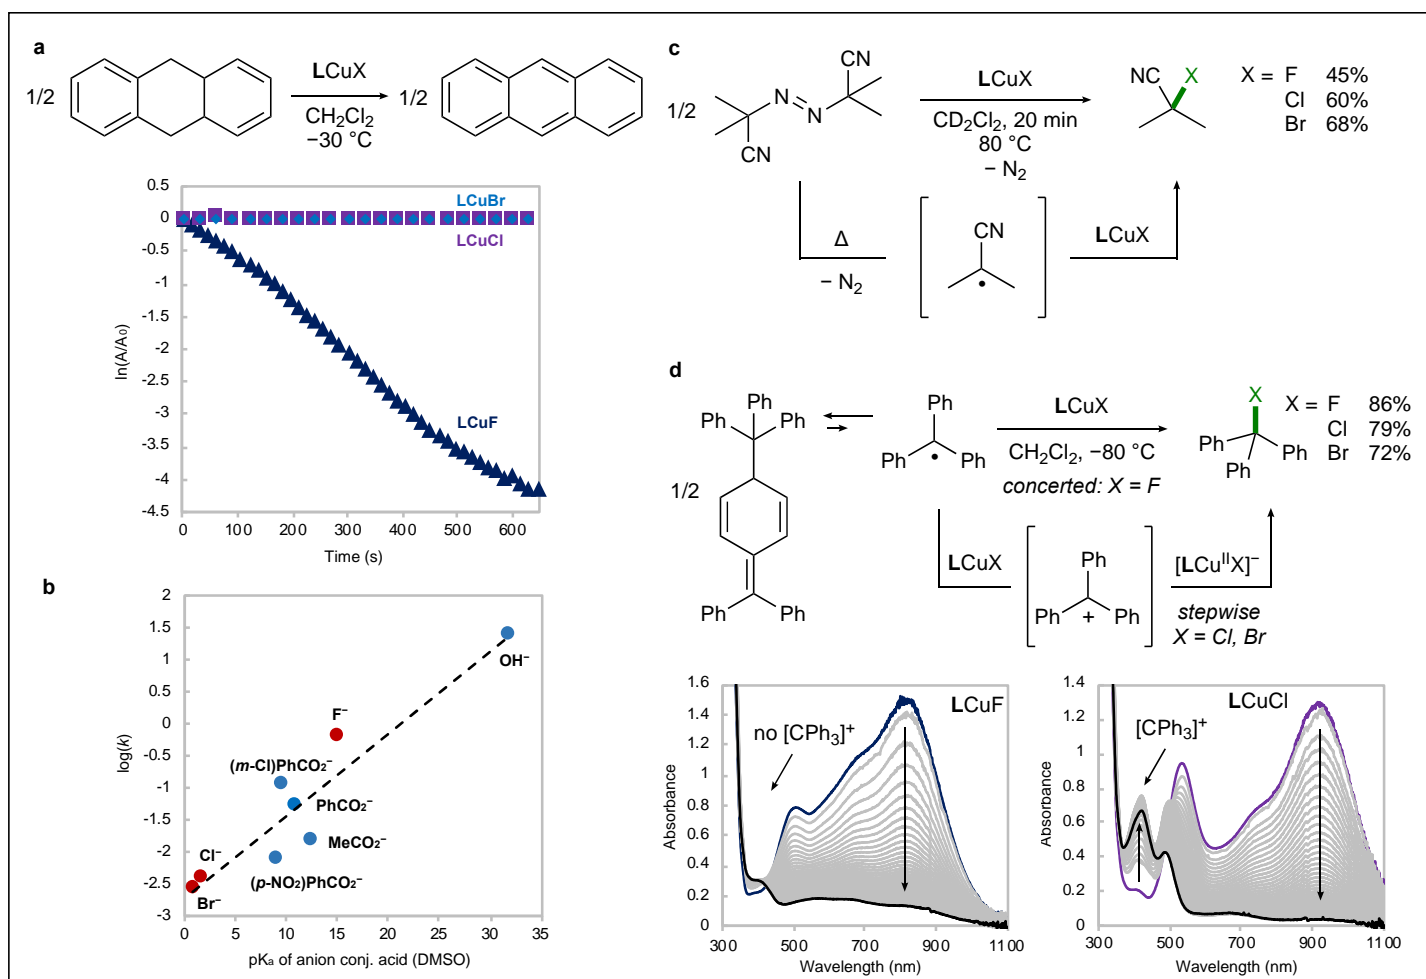 a
1/2
LCuX
CH2Cl2
−30 °C
1/2
0.5
0
-0.5
-1
-1.5
-2
-2.5
-3
-3.5
-4
-4.5
ln(A/A0)
LCuBr
LCuCl
LCuF
0 100 200 300 400 500 600
Time (s)
b
2
1.5
1
0.5
0
-0.5
-1
-1.5
-2
-2.5
-3
log(k)
OH−
F−
(m-Cl)PhCO2−
PhCO2−
MeCO2−
(p-NO2)PhCO2−
Cl−
Br−
0 5 10 15 20 25 30 35
pKa of anion conj. acid (DMSO)
c
1/2
CN
N
N
CN
LCuX
CD2Cl2, 20 min
80 °C
− N2
NC X
X = F 45%
Cl 60%
Br 68%
Δ
− N2
CN
LCuX
d
Ph Ph
Ph
1/2
Ph Ph
Ph
Ph Ph
LCuX
CH2Cl2, −80 °C
concerted: X = F
X
Ph Ph
Ph
X = F 86%
Cl 79%
Br 72%
LCuX
Ph
Ph + Ph
[LCuIIX]−
stepwise
X = Cl, Br
1.6
1.4
1.2
1
0.8
0.6
0.4
0.2
0
Absorbance
LCuF
no [CPh3]+
300 500 700 900 1100
Wavelength (nm)
1.4
1.2
1.0
0.8
0.6
0.4
0.2
0
Absorbance
LCuCl
[CPh3]+
300 500 700 900 1100
Wavelength (nm)